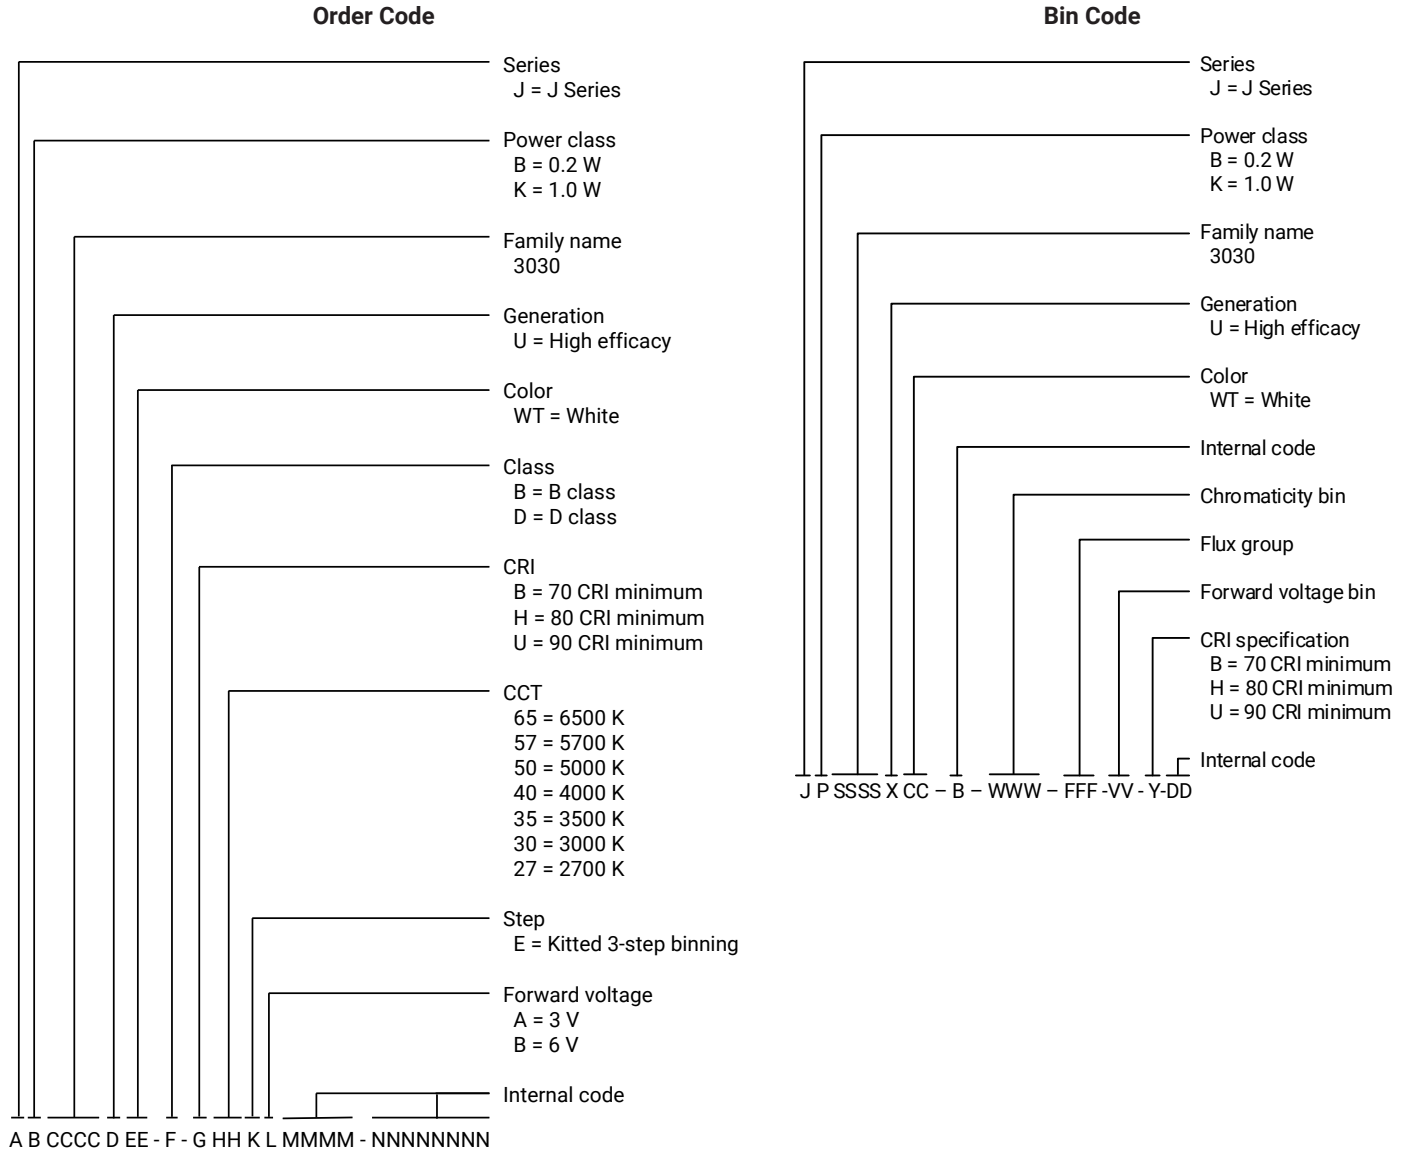 Order Code
Series
J = J Series
Power class
B = 0.2 W
K = 1.0 W
Family name
3030
Generation
U = High efficacy
Color
WT = White
Class
B = B class
D = D class
CRI
B = 70 CRI minimum
H = 80 CRI minimum
U = 90 CRI minimum
CCT
65 = 6500 K
57 = 5700 K
50 = 5000 K
40 = 4000 K
35 = 3500 K
30 = 3000 K
27 = 2700 K
Step
E = Kitted 3-step binning
Forward voltage
A = 3 V
B = 6 V
Internal code
A B CCCC D EE - F - G HH K L MMMM - NNNNNNNN
Bin Code
Series
J = J Series
Power class
B = 0.2 W
K = 1.0 W
Family name
3030
Generation
U = High efficacy
Color
WT = White
Internal code
Chromaticity bin
Flux group
Forward voltage bin
CRI specification
B = 70 CRI minimum
H = 80 CRI minimum
U = 90 CRI minimum
Internal code
J P SSSS X CC – B – WWW – FFF -VV - Y-DD